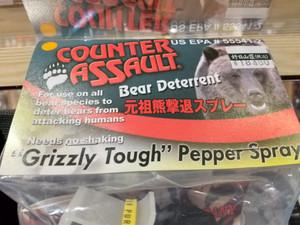 COUNTER
ASSAULT
US EPA # 55541
Bear Deterrent
For use on all
bear species to
deter bears from
attacking humans
元祖熊撃退スプレー
Needs no shaking
"Grizzly Tough" Pepper Spray